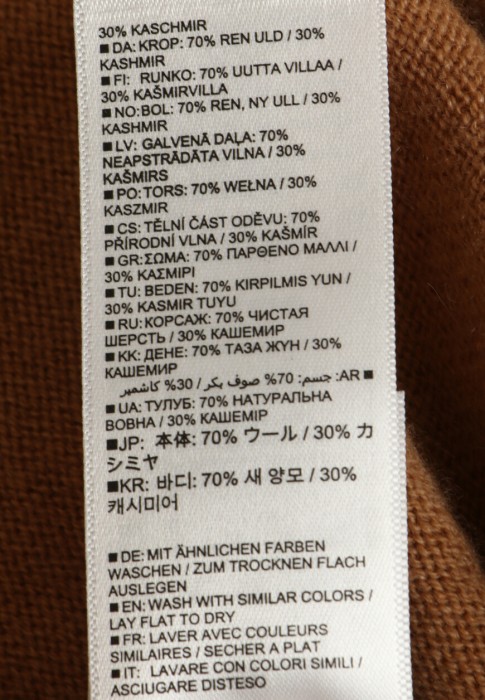 30% KASCHMIR
■ DA: KROP: 70% REN ULD / 30%
KASHMIR
■ FI: RUNKO: 70% UUTTA VILLAA /
30% KAŠMIRVILLA
■ NO:BOL: 70% REN, NY ULL / 30%
KASHMIR
■ LV: GALVENĀ DAĻA: 70%
NEAPSTRĀDĀTA VILNA / 30%
KAŠMIRS
■ PO: TORS: 70% WEŁNA / 30%
KASZMIR
■ CS: TĚLNÍ ČÁST ODĚVU: 70%
PŘÍRODNÍ VLNA / 30% KAŠMÍR
■ GR:ΣΩΜΑ: 70% ΠΑΡΘΕΝΟ ΜΑΛΛΙ /
30% ΚΑΣΜΙΡΙ
■ TU: BEDEN: 70% KIRPILMIS YUN /
30% KASMIR TUYU
■ RU:КОРСАЖ: 70% ЧИСТАЯ
ШЕРСТЬ / 30% КАШЕМИР
■ KK: ДЕНЕ: 70% ТАЗА ЖҮН / 30%
КАШЕМИР
■ AR: جسم: 70% صوف بكر / 30% كاشمير
■ UA: ТУЛУБ: 70% НАТУРАЛЬНА
ВОВНА / 30% КАШЕМІР
■JP: 本体: 70% ウール / 30% カ
シミヤ
■KR: 바디: 70% 새 양모 / 30%
캐시미어
■ DE: MIT ÄHNLICHEN FARBEN
WASCHEN / ZUM TROCKNEN FLACH
AUSLEGEN
■ EN: WASH WITH SIMILAR COLORS /
LAY FLAT TO DRY
■ FR: LAVER AVEC COULEURS
SIMILAIRES / SECHER A PLAT
■ IT: LAVARE CON COLORI SIMILI /
ASCIUGARE DISTESO